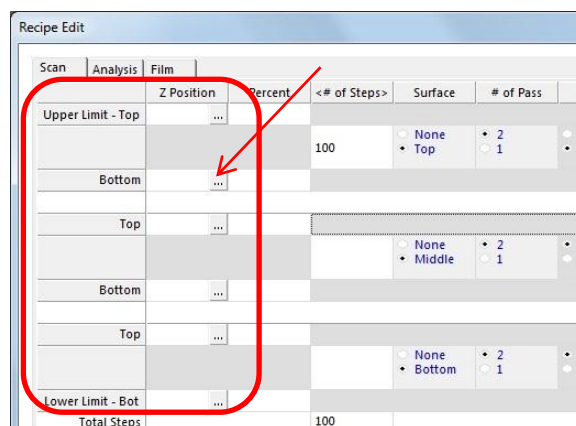 Recipe Edit
Scan Analysis Film
Z Position Percent <# of Steps> Surface # of Pass
Upper Limit - Top ...
100 None 2
Top 1
Bottom ...
Top ...
None 2
Middle 1
Bottom ...
Top ...
None 2
Bottom 1
Lower Limit - Bot ...
Total Steps 100